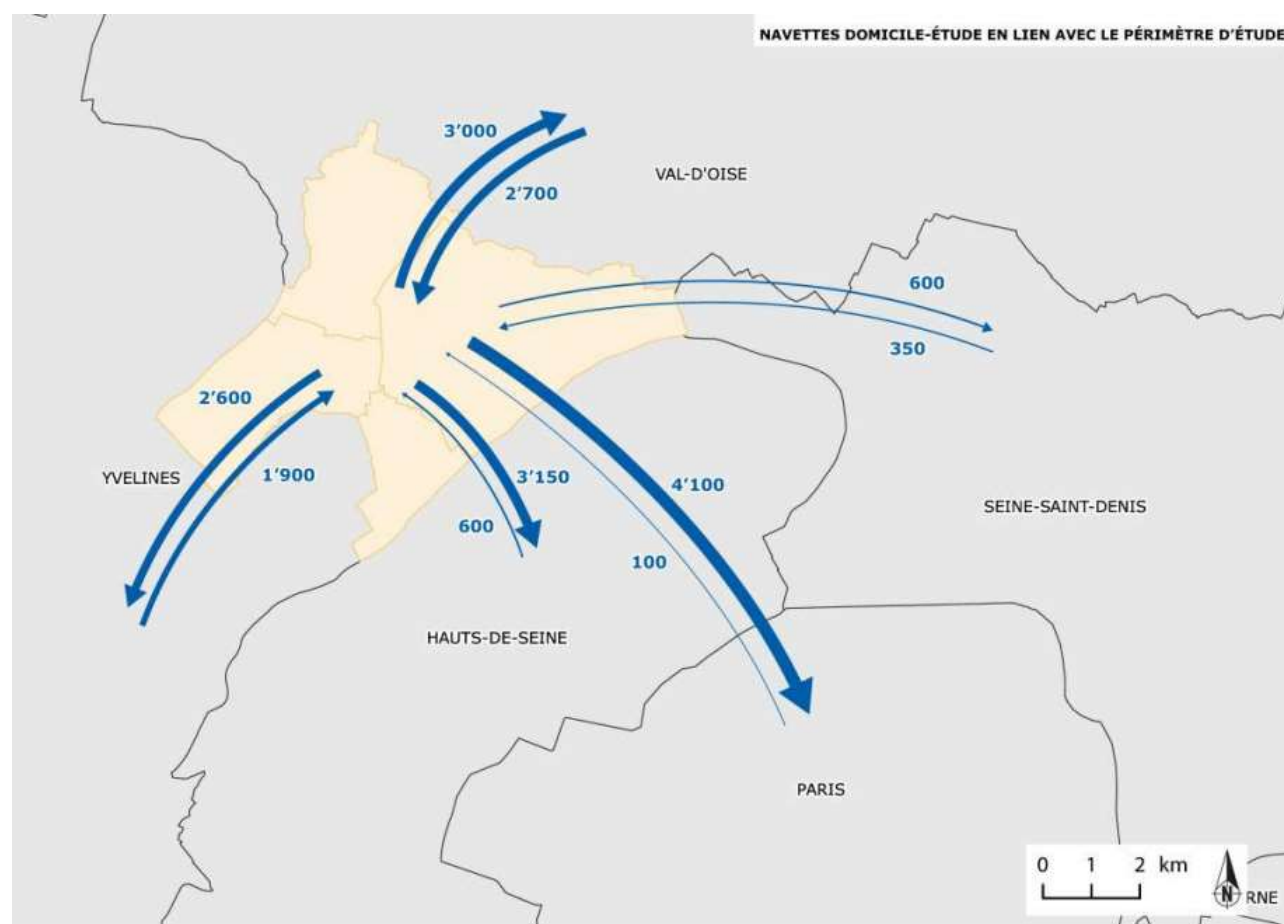 NAVETTES DOMICILE-ÉTUDE EN LIEN AVEC LE PÉRIMÈTRE D'ÉTUDE
3'000
VAL-D'OISE
2'700
600
350
2'600
YVELINES
1'900
3'150
4'100
SEINE-SAINT-DENIS
600
100
HAUTS-DE-SEINE
PARIS
0 1 2 km
N
RNE